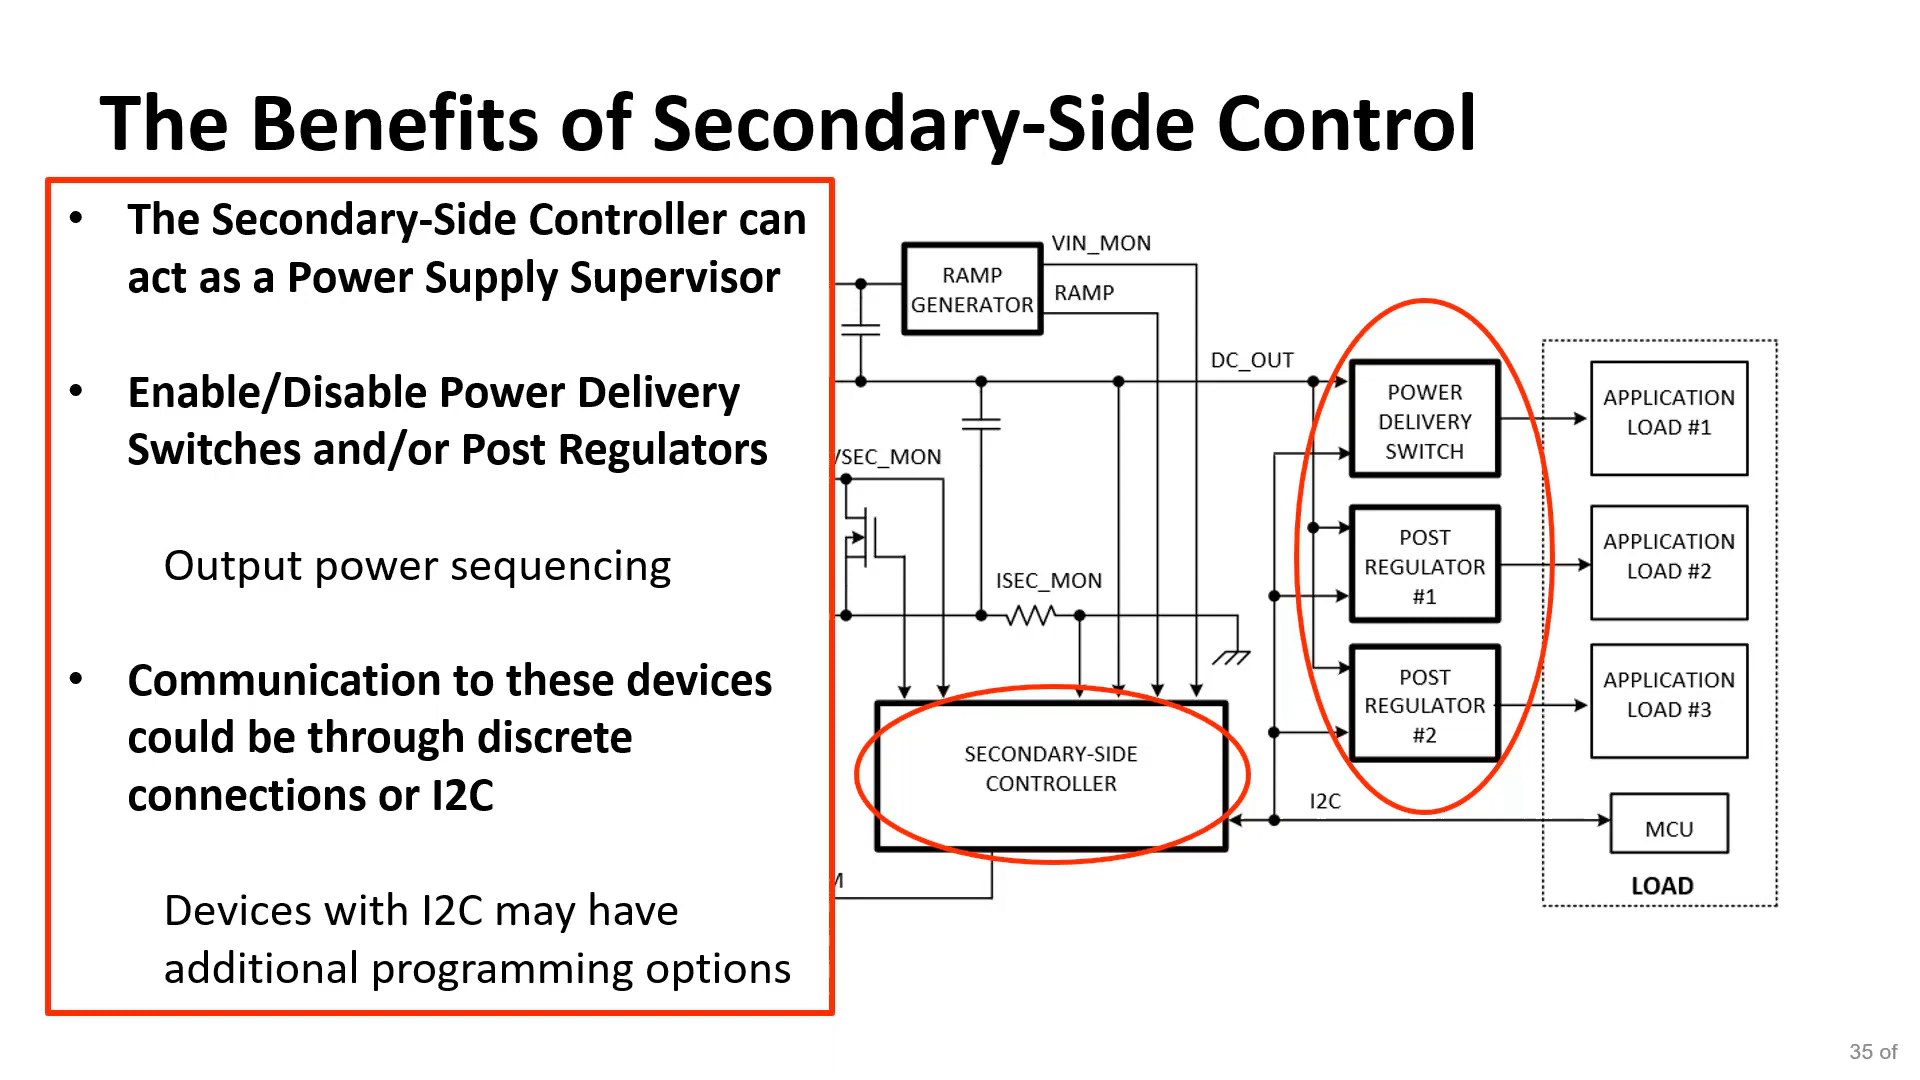 The Benefits of Secondary-Side Control
• The Secondary-Side Controller can
act as a Power Supply Supervisor
• Enable/Disable Power Delivery
Switches and/or Post Regulators
Output power sequencing
• Communication to these devices
could be through discrete
connections or I2C
Devices with I2C may have
additional programming options
RAMP
GENERATOR
VIN_MON
RAMP
DC_OUT
VSEC_MON
ISEC_MON
SECONDARY-SIDE
CONTROLLER
M
POWER
DELIVERY
SWITCH
POST
REGULATOR
#1
POST
REGULATOR
#2
I2C
APPLICATION
LOAD #1
APPLICATION
LOAD #2
APPLICATION
LOAD #3
MCU
LOAD
35 of